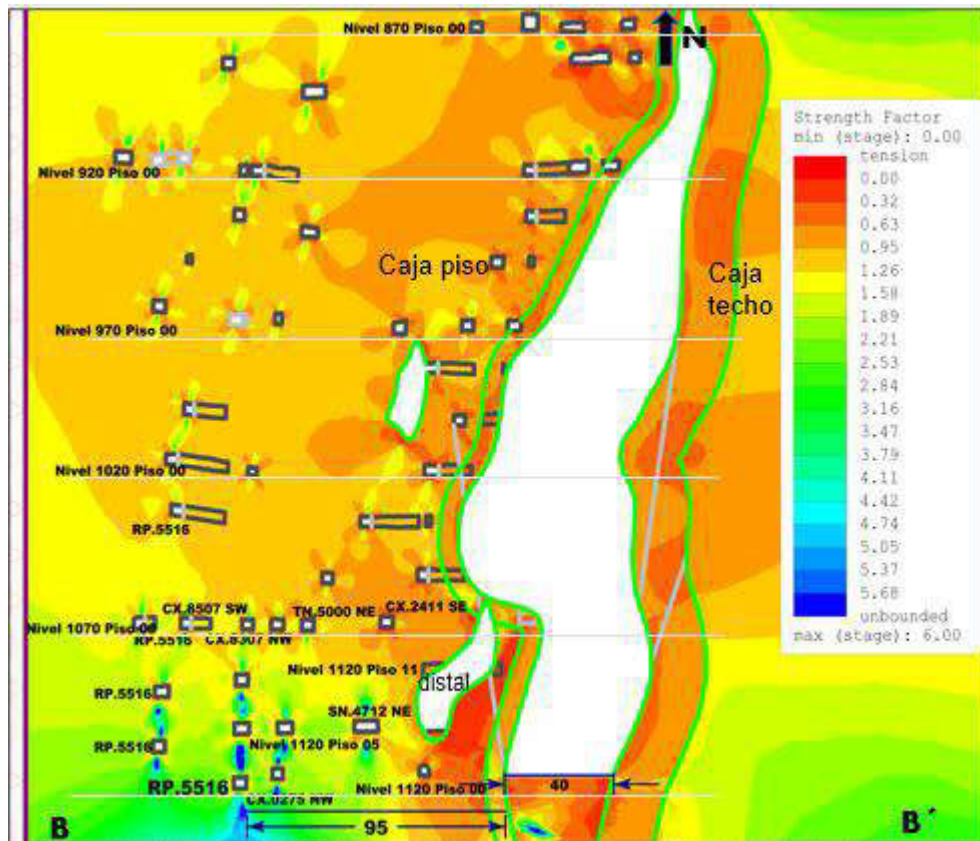 Nivel 870 Piso 00
N
Strength Factor
min (stage): 0.00
tension
0.00
0.32
0.63
0.95
1.26
1.58
1.89
2.21
2.53
2.84
3.16
3.47
3.79
4.11
4.42
4.74
5.05
5.37
5.68
unbounded
max (stage): 6.00
Nivel 920 Piso 00
Caja piso
Caja
techo
Nivel 970 Piso 00
Nivel 1020 Piso 00
RP.5516
CX.8507 SW
TN.5000 NE
CX.2411 SE
Nivel 1070 Piso 00
RP.5516
CX.8307 NW
Nivel 1120 Piso 11
distal
RP.5516
SN.4712 NE
RP.5516
Nivel 1120 Piso 05
RP.5516
Nivel 1120 Piso 00
40
CX.0275 NW
B
95
B'